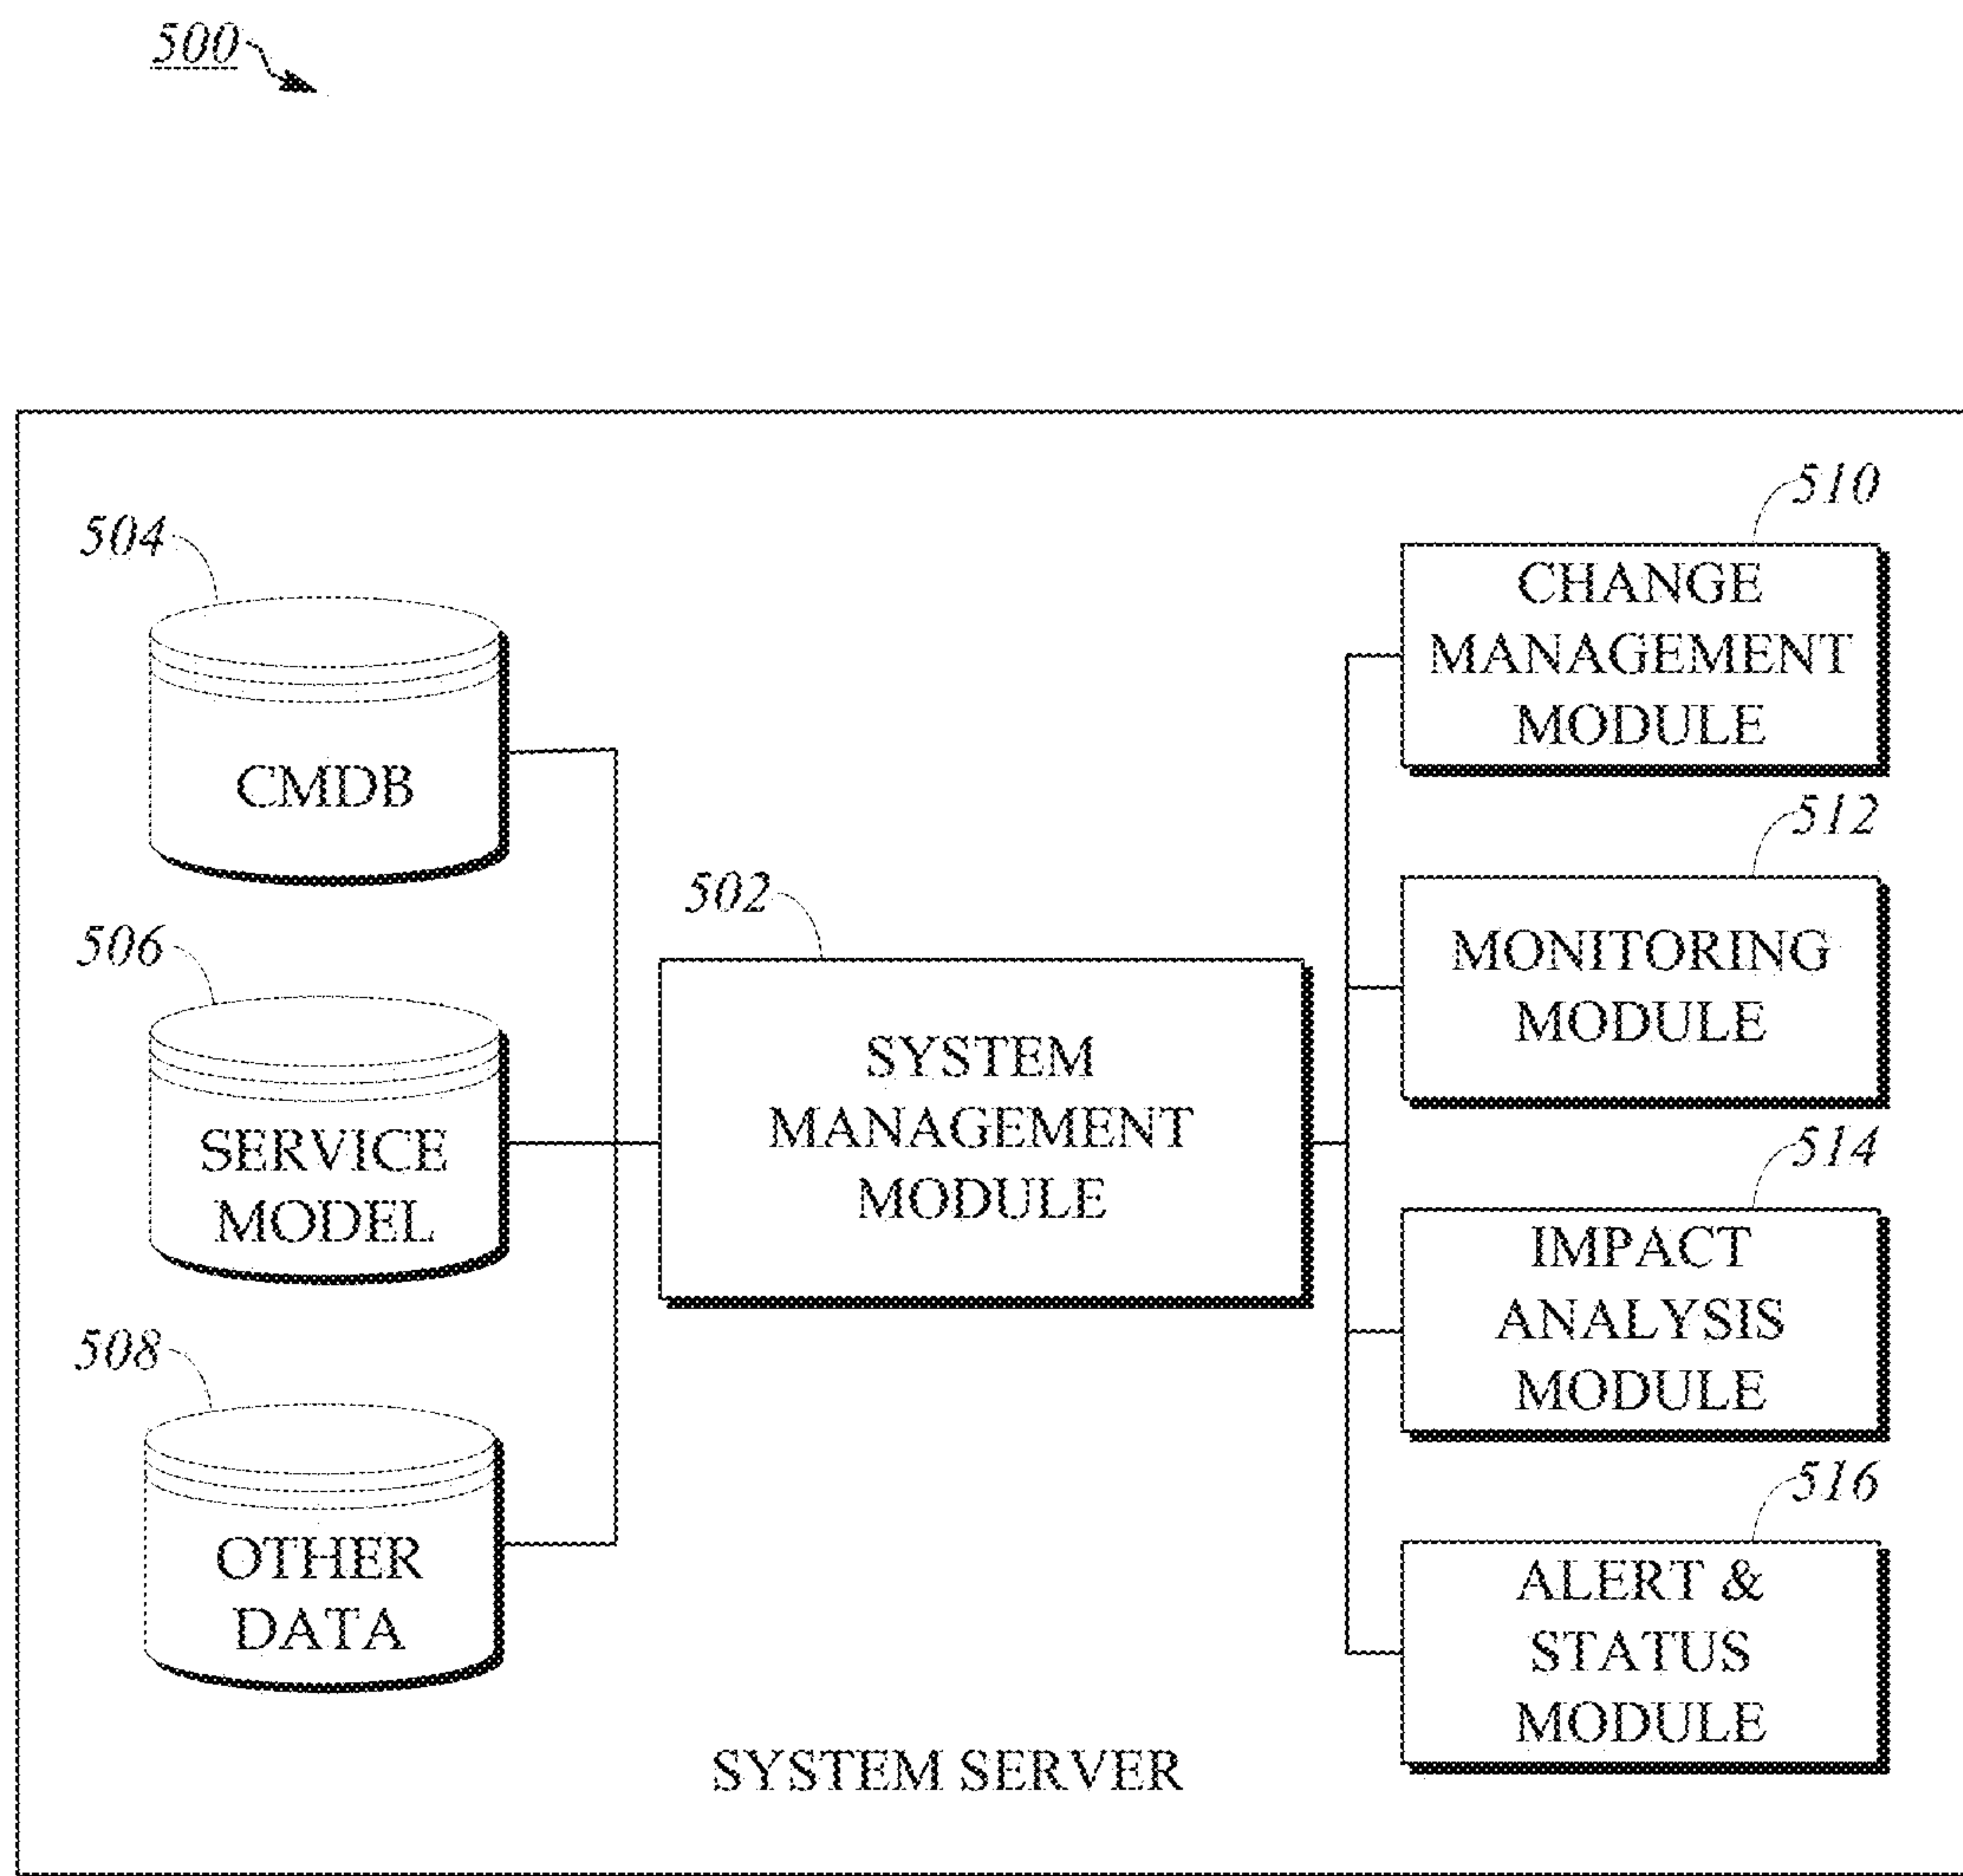 500
504
CMDB
506
SERVICE
MODEL
508
OTHER
DATA
502
SYSTEM
MANAGEMENT
MODULE
510
CHANGE
MANAGEMENT
MODULE
512
MONITORING
MODULE
514
IMPACT
ANALYSIS
MODULE
516
ALERT &
STATUS
MODULE
SYSTEM SERVER